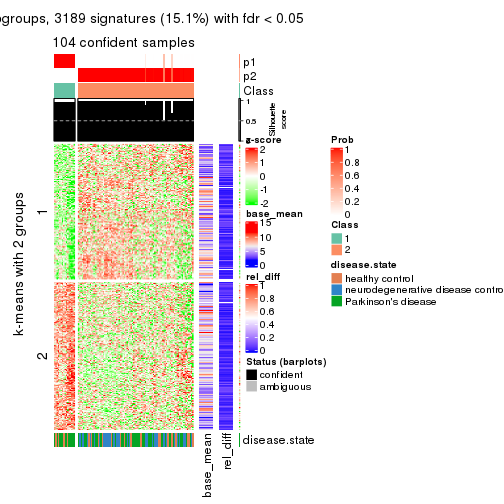 ogroups, 3189 signatures (15.1%) with fdr < 0.05
104 confident samples
p1
p2
Class
1
0.5
0
Silhouette
score
k-means with 2 groups
1
2
z-score
2
1
0
-1
-2
base_mean
15
10
5
0
rel_diff
1
0.8
0.6
0.4
0.2
0
Status (barplots)
confident
ambiguous
Prob
1
0.8
0.6
0.4
0.2
0
Class
1
2
disease.state
healthy control
neurodegenerative disease contro
Parkinson's disease
disease.state
base_mean
rel_diff